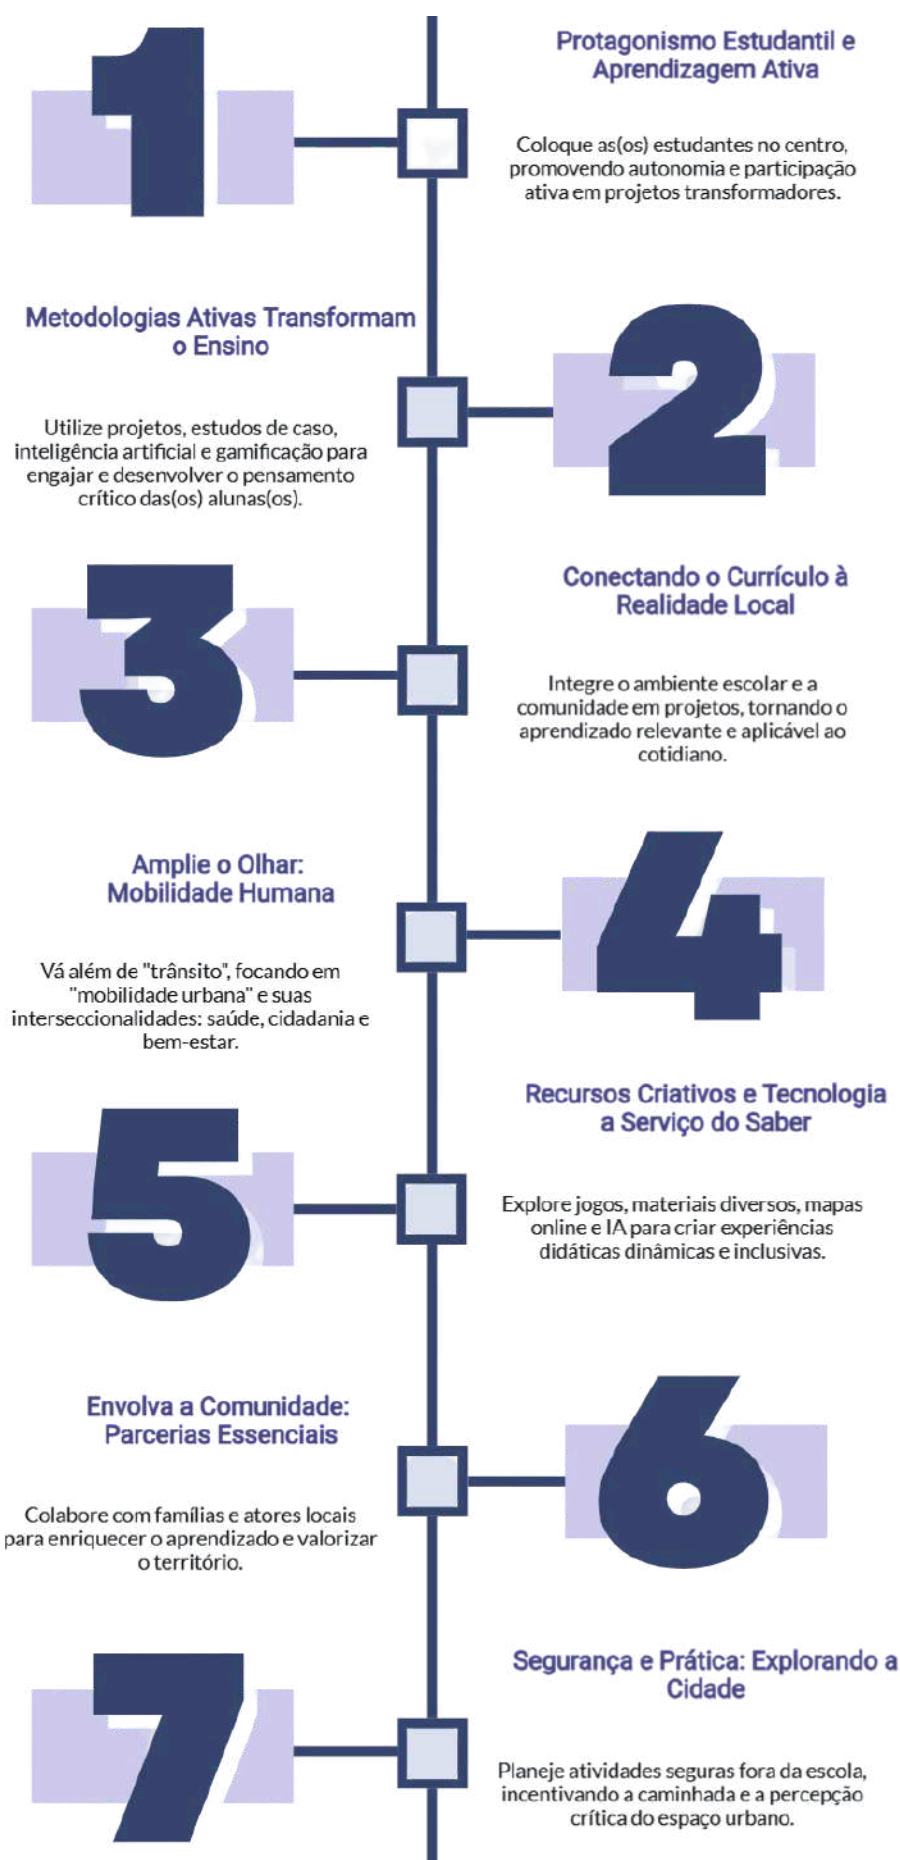 1
Protagonismo Estudantil e
Aprendizagem Ativa
Coloque as(os) estudantes no centro,
promovendo autonomia e participação
ativa em projetos transformadores.
2
Metodologias Ativas Transformam
o Ensino
Utilize projetos, estudos de caso,
inteligência artificial e gamificação para
engajar e desenvolver o pensamento
crítico das(os) alunas(os).
3
Conectando o Currículo à
Realidade Local
Integre o ambiente escolar e a
comunidade em projetos, tornando o
aprendizado relevante e aplicável ao
cotidiano.
4
Amplie o Olhar:
Mobilidade Humana
Vá além de "trânsito", focando em
"mobilidade urbana" e suas
interseccionalidades: saúde, cidadania e
bem-estar.
5
Recursos Criativos e Tecnologia
a Serviço do Saber
Explore jogos, materiais diversos, mapas
online e IA para criar experiências
didáticas dinâmicas e inclusivas.
6
Envolva a Comunidade:
Parcerias Essenciais
Colabore com famílias e atores locais
para enriquecer o aprendizado e valorizar
o território.
7
Segurança e Prática: Explorando a
Cidade
Planeje atividades seguras fora da escola,
incentivando a caminhada e a percepção
crítica do espaço urbano.